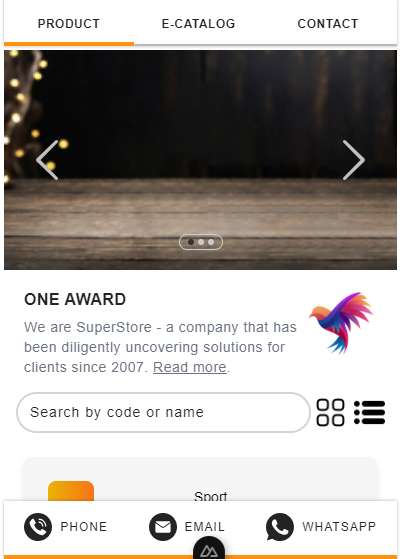 PRODUCT
E-CATALOG
CONTACT
ONE AWARD
We are SuperStore - a company that has
been diligently uncovering solutions for
clients since 2007. Read more.
Search by code or name
Sport
PHONE
EMAIL
WHATSAPP